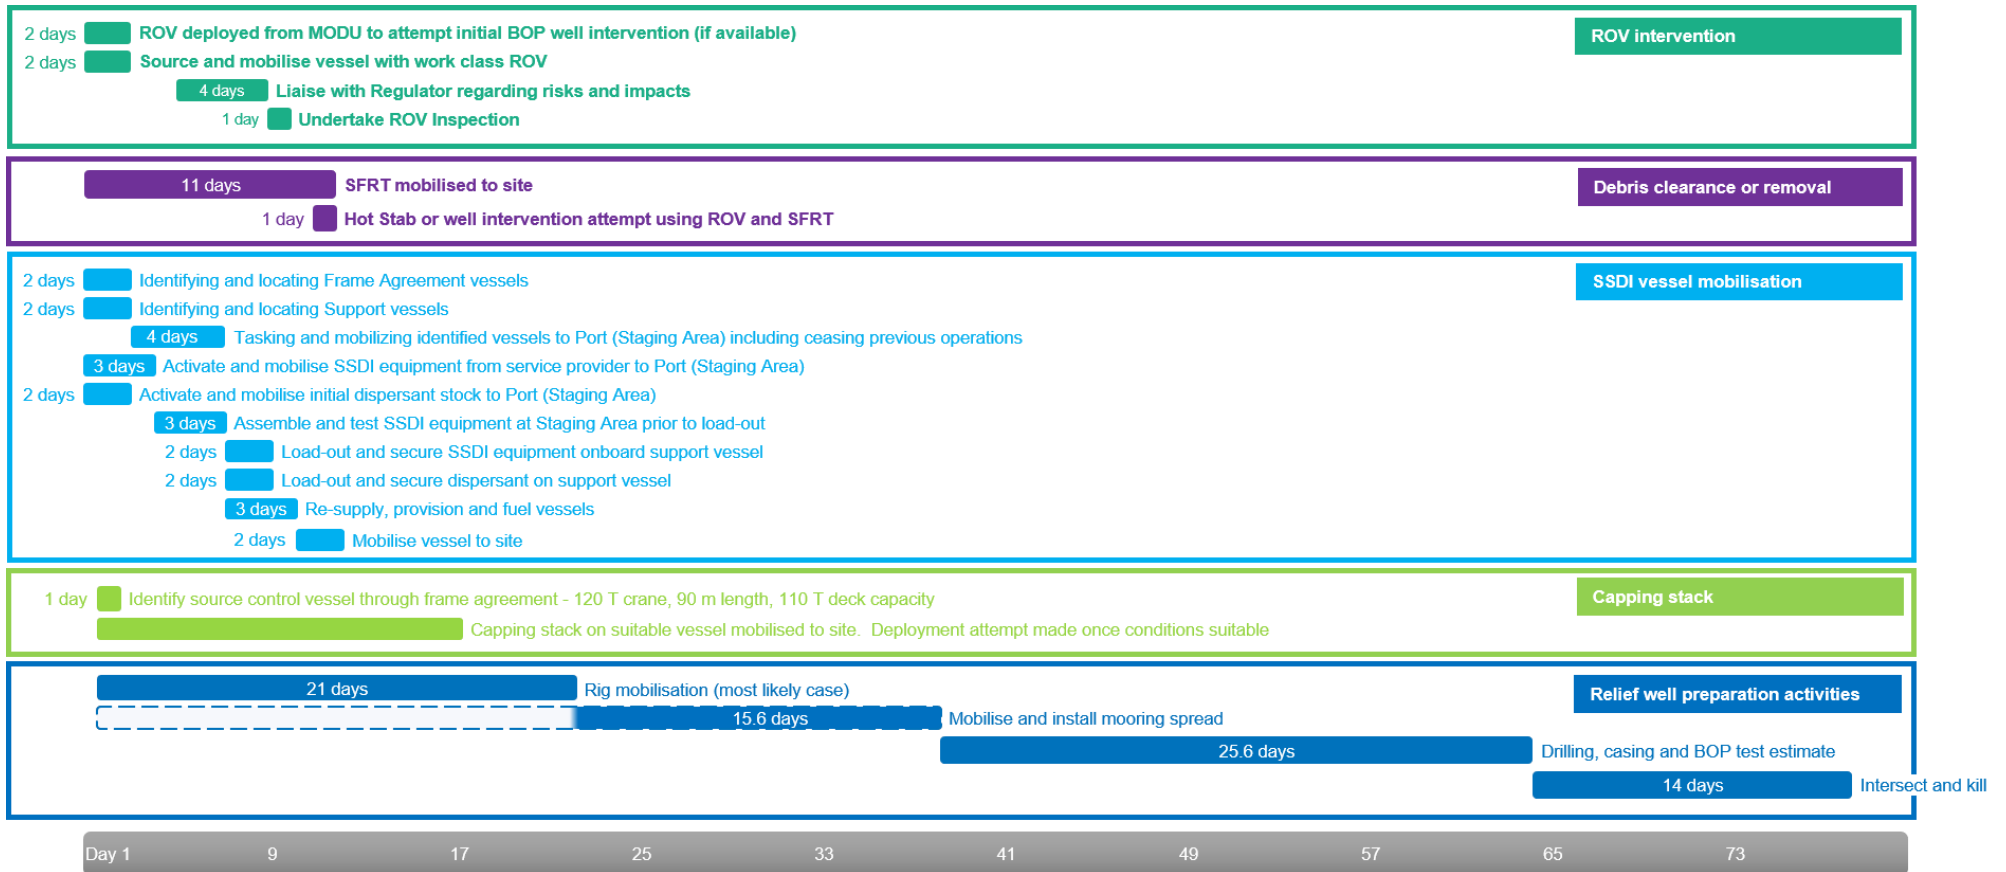 2 days ROV deployed from MODU to attempt initial BOP well intervention (if available)
ROV intervention
2 days Source and mobilise vessel with work class ROV
4 days Liaise with Regulator regarding risks and impacts
1 day Undertake ROV Inspection
11 days SFRT mobilised to site
Debris clearance or removal
1 day Hot Stab or well intervention attempt using ROV and SFRT
2 days Identifying and locating Frame Agreement vessels
SSDI vessel mobilisation
2 days Identifying and locating Support vessels
4 days Tasking and mobilizing identified vessels to Port (Staging Area) including ceasing previous operations
3 days Activate and mobilise SSDI equipment from service provider to Port (Staging Area)
2 days Activate and mobilise initial dispersant stock to Port (Staging Area)
3 days Assemble and test SSDI equipment at Staging Area prior to load-out
2 days Load-out and secure SSDI equipment onboard support vessel
2 days Load-out and secure dispersant on support vessel
3 days Re-supply, provision and fuel vessels
2 days Mobilise vessel to site
1 day Identify source control vessel through frame agreement - 120 T crane, 90 m length, 110 T deck capacity
Capping stack
Capping stack on suitable vessel mobilised to site. Deployment attempt made once conditions suitable
21 days Rig mobilisation (most likely case)
Relief well preparation activities
15.6 days Mobilise and install mooring spread
25.6 days Drilling, casing and BOP test estimate
14 days Intersect and kill
Day 1 9 17 25 33 41 49 57 65 73